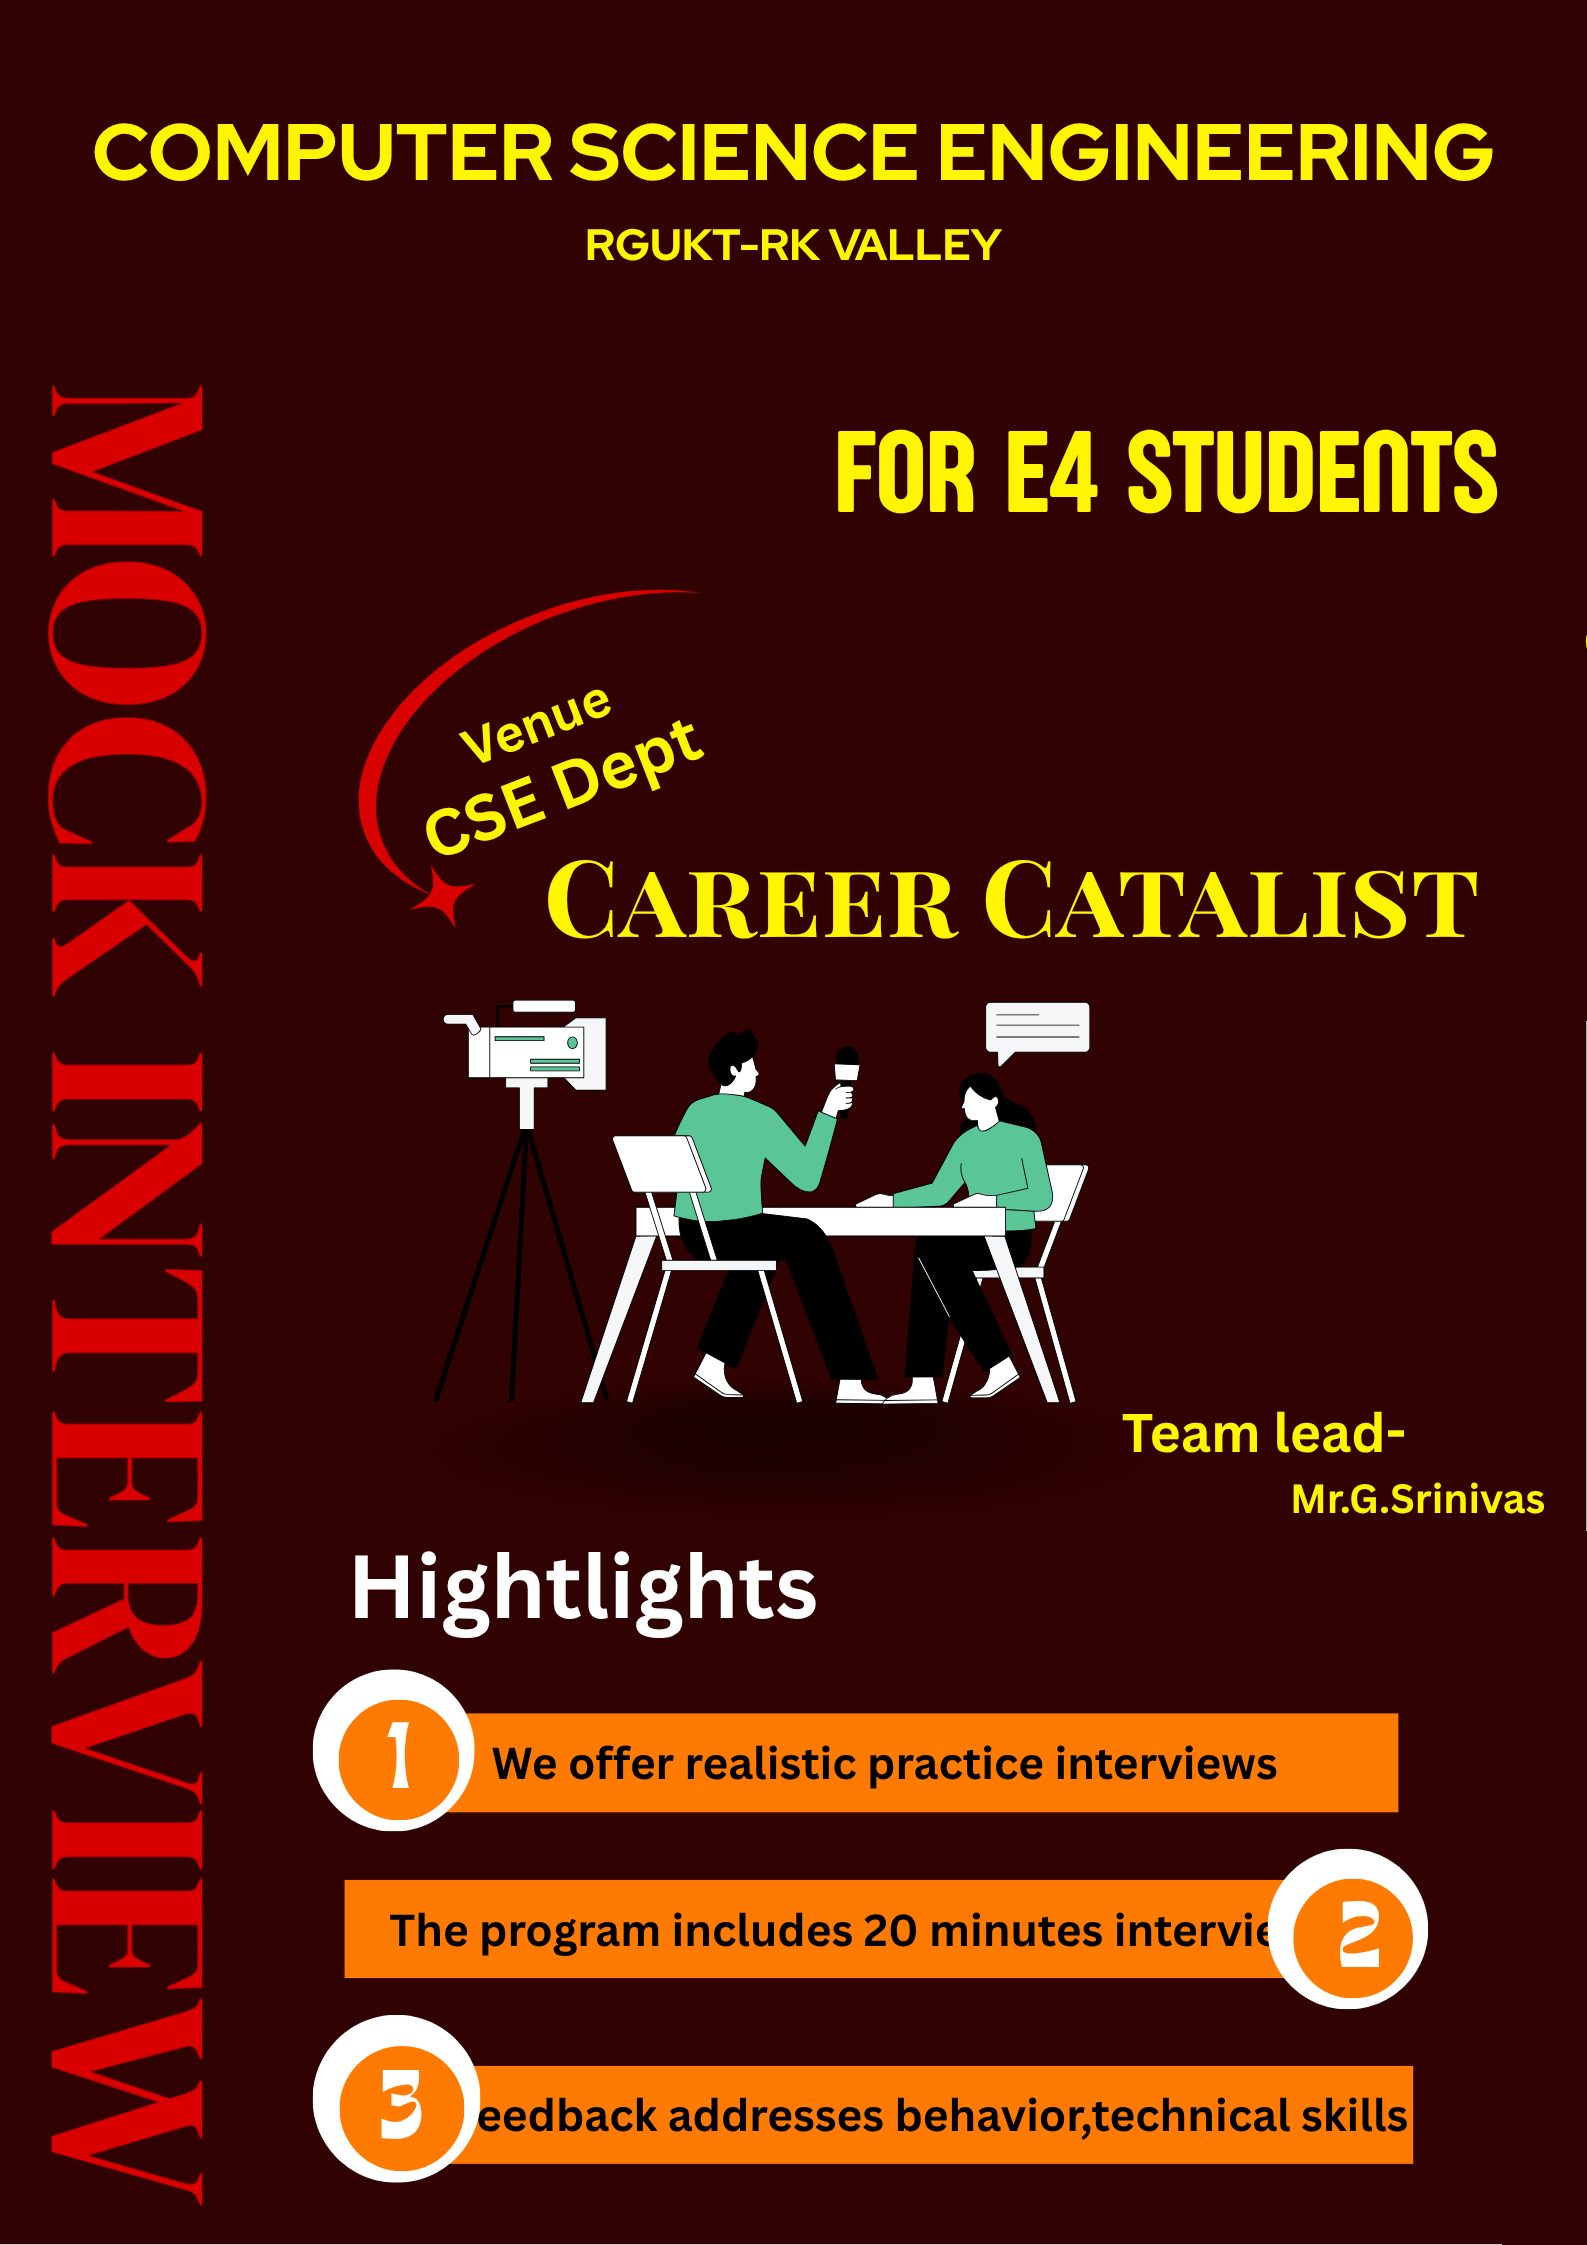 COMPUTER SCIENCE ENGINEERING
RGUKT-RK VALLEY
MOCK INTERVIEW
FOR E4 STUDENTS
Venue
CSE Dept
CAREER CATALIST
Team lead-
Mr.G.Srinivas
Hightlights
1
We offer realistic practice interviews
The program includes 20 minutes
2
3
addresses behavior,technical skills